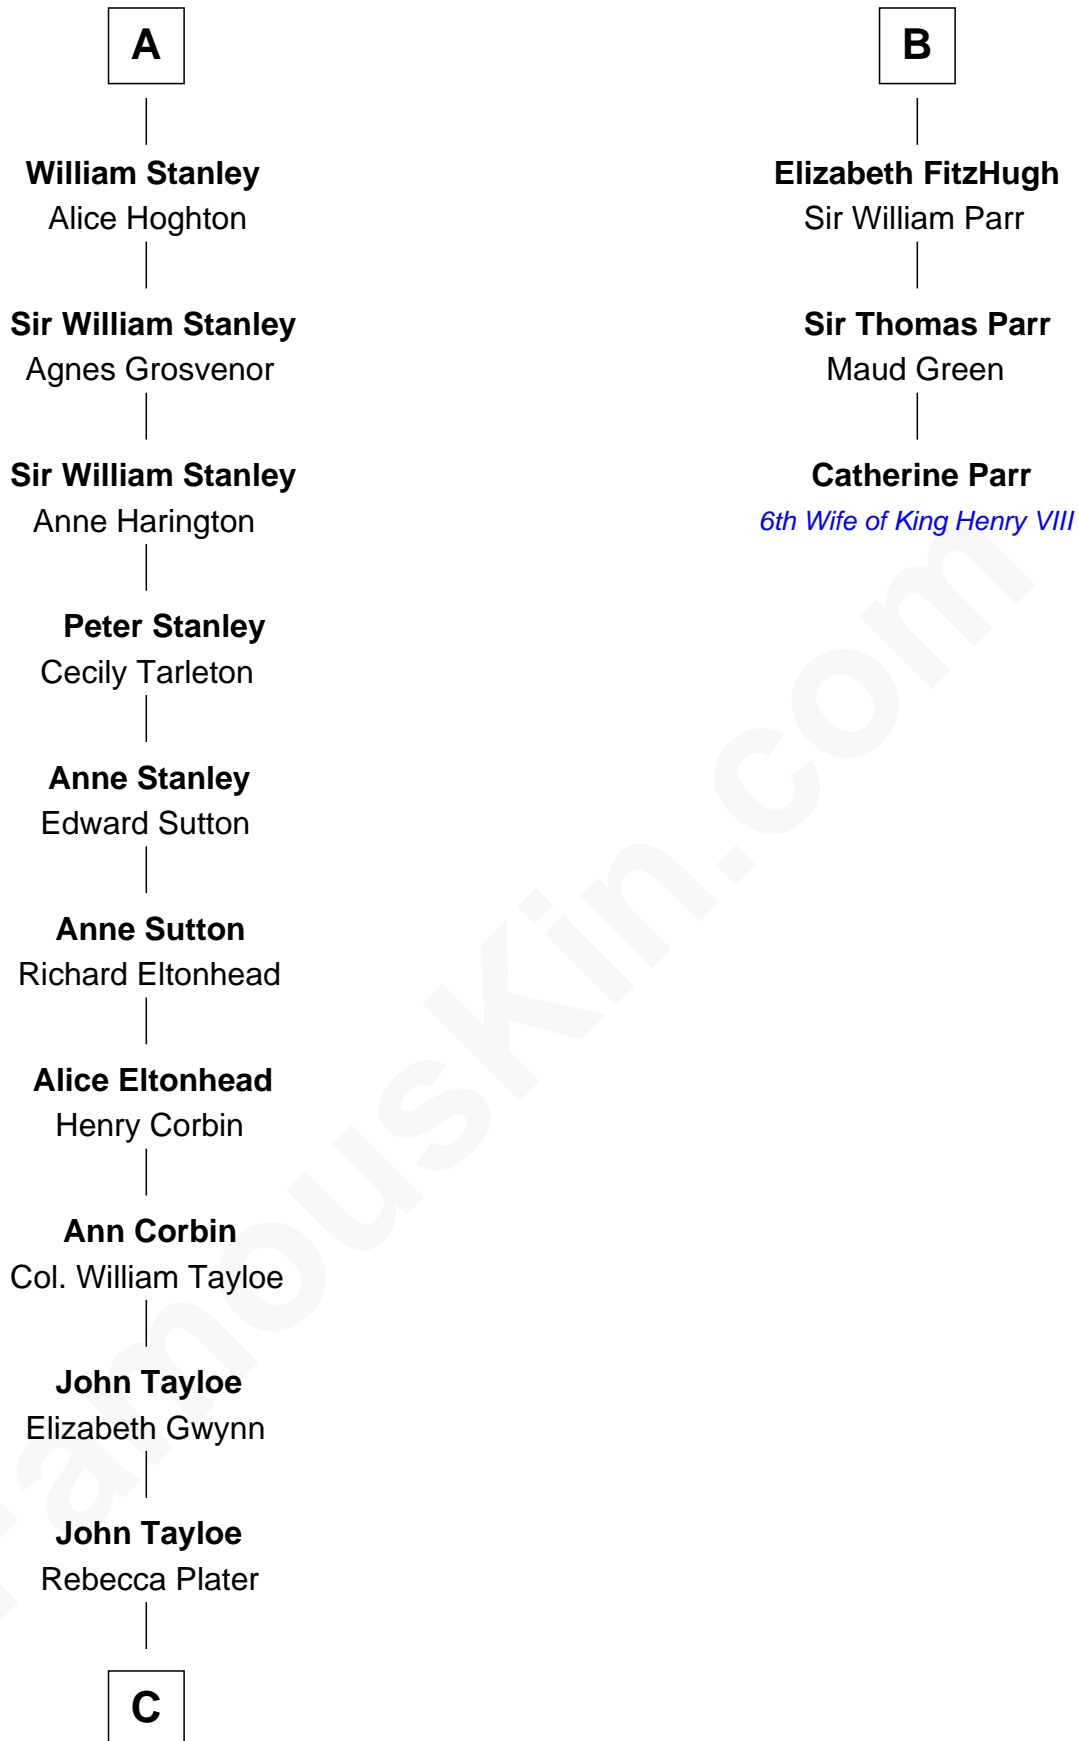 A
William Stanley
Alice Hoghton
Sir William Stanley
Agnes Grosvenor
Sir William Stanley
Anne Harington
Peter Stanley
Cecily Tarleton
Anne Stanley
Edward Sutton
Anne Sutton
Richard Eltonhead
Alice Eltonhead
Henry Corbin
Ann Corbin
Col. William Tayloe
John Tayloe
Elizabeth Gwynn
John Tayloe
Rebecca Plater
C
B
Elizabeth FitzHugh
Sir William Parr
Sir Thomas Parr
Maud Green
Catherine Parr
6th Wife of King Henry VIII
FamousKin.com